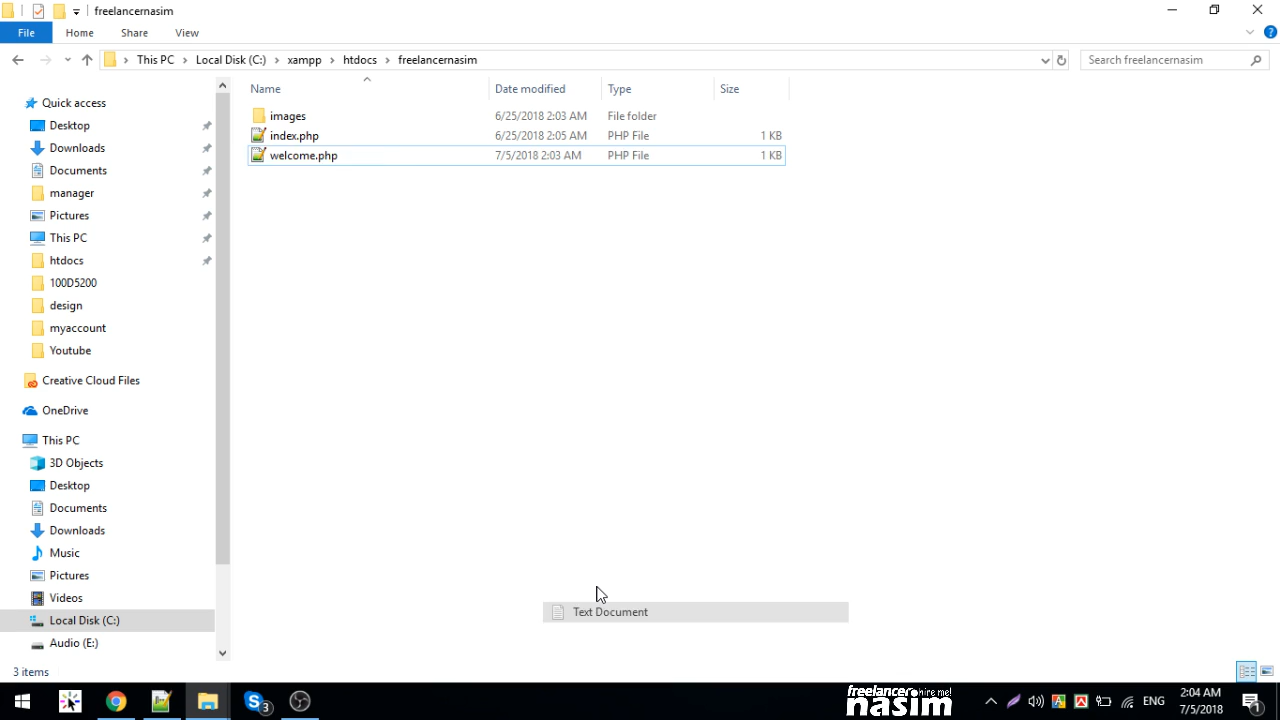 freelancernasim
File
Home
Share
View
This PC
Local Disk (C:)
xampp
htdocs
freelancernasim
Search freelancernasim
Name
Date modified
Type
Size
images
6/25/2018 2:03 AM
File folder
index.php
6/25/2018 2:05 AM
PHP File
1 KB
welcome.php
7/5/2018 2:03 AM
PHP File
1 KB
Quick access
Desktop
Downloads
Documents
manager
Pictures
This PC
htdocs
100D5200
design
myaccount
Youtube
Creative Cloud Files
OneDrive
This PC
3D Objects
Desktop
Documents
Downloads
Music
Pictures
Videos
Local Disk (C:)
Audio (E:)
Text Document
3 items
3
freelancer hire me!
nasim
ENG
2:04 AM
7/5/2018
1